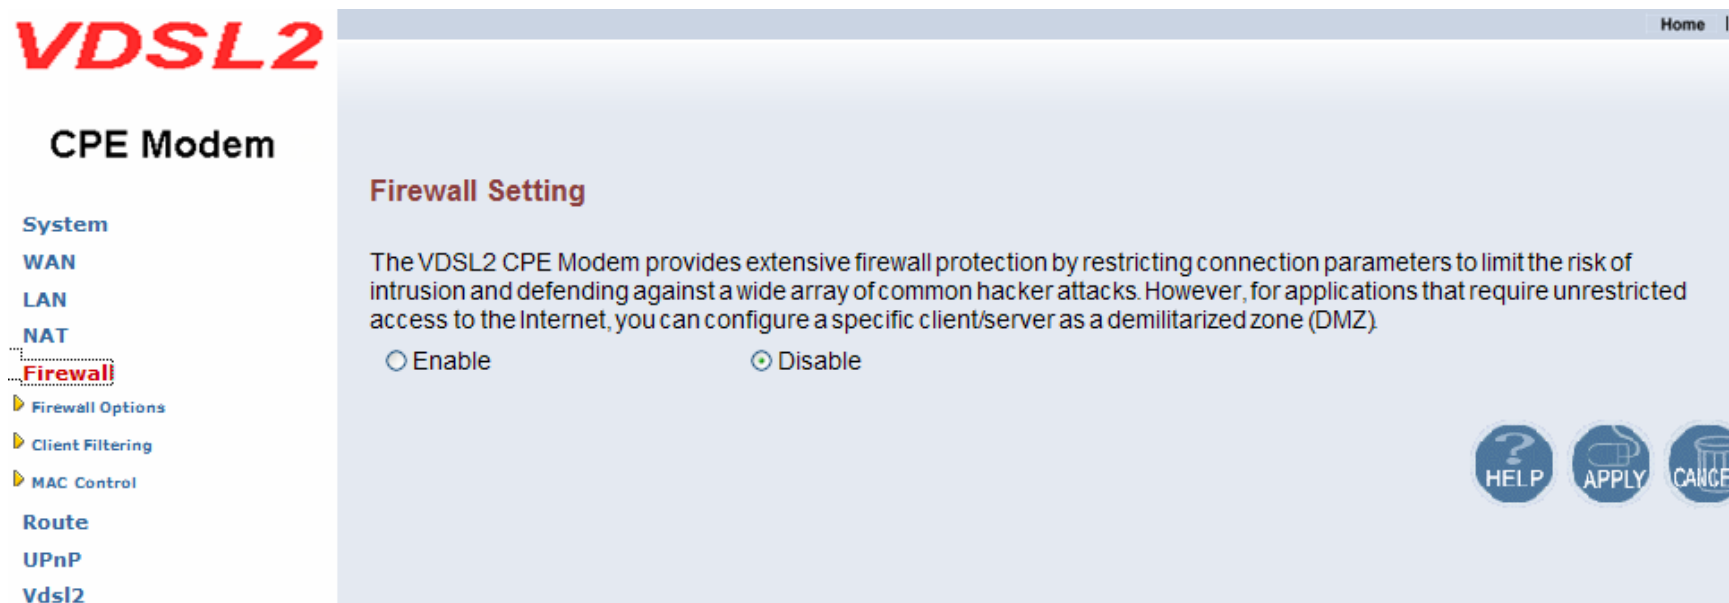 VDSL2
CPE Modem
Home |
System
WAN
LAN
NAT
Firewall
Firewall Options
Client Filtering
MAC Control
Route
UPnP
Vdsl2
Firewall Setting
The VDSL2 CPE Modem provides extensive firewall protection by restricting connection parameters to limit the risk of
intrusion and defending against a wide array of common hacker attacks. However, for applications that require unrestricted
access to the Internet, you can configure a specific client/server as a demilitarized zone (DMZ).
Enable
Disable
HELP
APPLY